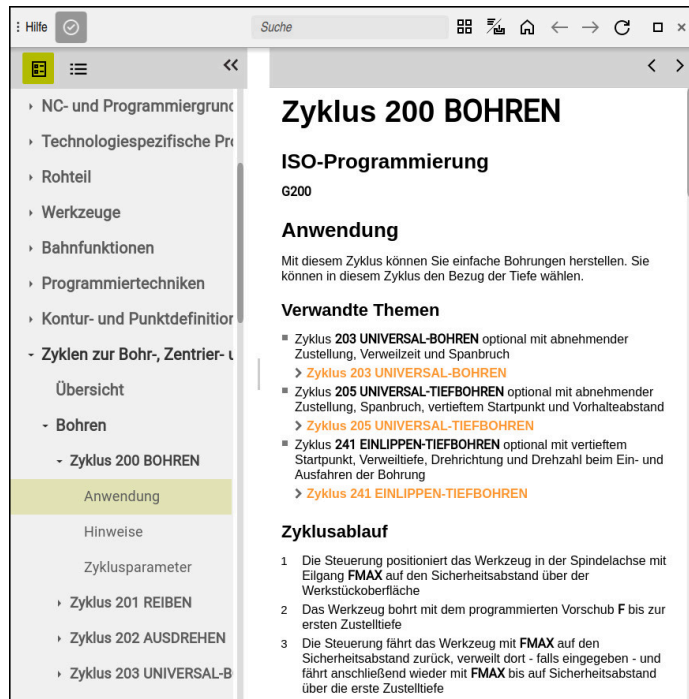 Hilfe
Suche
NC- und Programmiergrund
Technologiespezifische Pro
Rohteil
Werkzeuge
Bahnfunktionen
Programmiertechniken
Kontur- und Punktdefinition
Zyklen zur Bohr-, Zentrier- u
Übersicht
Bohren
Zyklus 200 BOHREN
Anwendung
Hinweise
Zyklusparameter
Zyklus 201 REIBEN
Zyklus 202 AUSDREHEN
Zyklus 203 UNIVERSAL-B
Zyklus 200 BOHREN
ISO-Programmierung
G200
Anwendung
Mit diesem Zyklus können Sie einfache Bohrungen herstellen. Sie
können in diesem Zyklus den Bezug der Tiefe wählen.
Verwandte Themen
Zyklus 203 UNIVERSAL-BOHREN optional mit abnehmender
Zustellung, Verweilzeit und Spanbruch
Zyklus 203 UNIVERSAL-BOHREN
Zyklus 205 UNIVERSAL-TIEFBOHREN optional mit abnehmender
Zustellung, Spanbruch, vertieftem Startpunkt und Vorhalteabstand
Zyklus 205 UNIVERSAL-TIEFBOHREN
Zyklus 241 EINLIPPEN-TIEFBOHREN optional mit vertieftem
Startpunkt, Verweiltiefe, Drehrichtung und Drehzahl beim Ein- und
Ausfahren der Bohrung
Zyklus 241 EINLIPPEN-TIEFBOHREN
Zyklusablauf
1 Die Steuerung positioniert das Werkzeug in der Spindelachse mit
Eilgang FMAX auf den Sicherheitsabstand über der
Werkstückoberfläche
2 Das Werkzeug bohrt mit dem programmierten Vorschub F bis zur
ersten Zustelltiefe
3 Die Steuerung fährt das Werkzeug mit FMAX auf den
Sicherheitsabstand zurück, verweilt dort - falls eingegeben - und
fährt anschließend wieder mit FMAX bis auf Sicherheitsabstand
über die erste Zustelltiefe